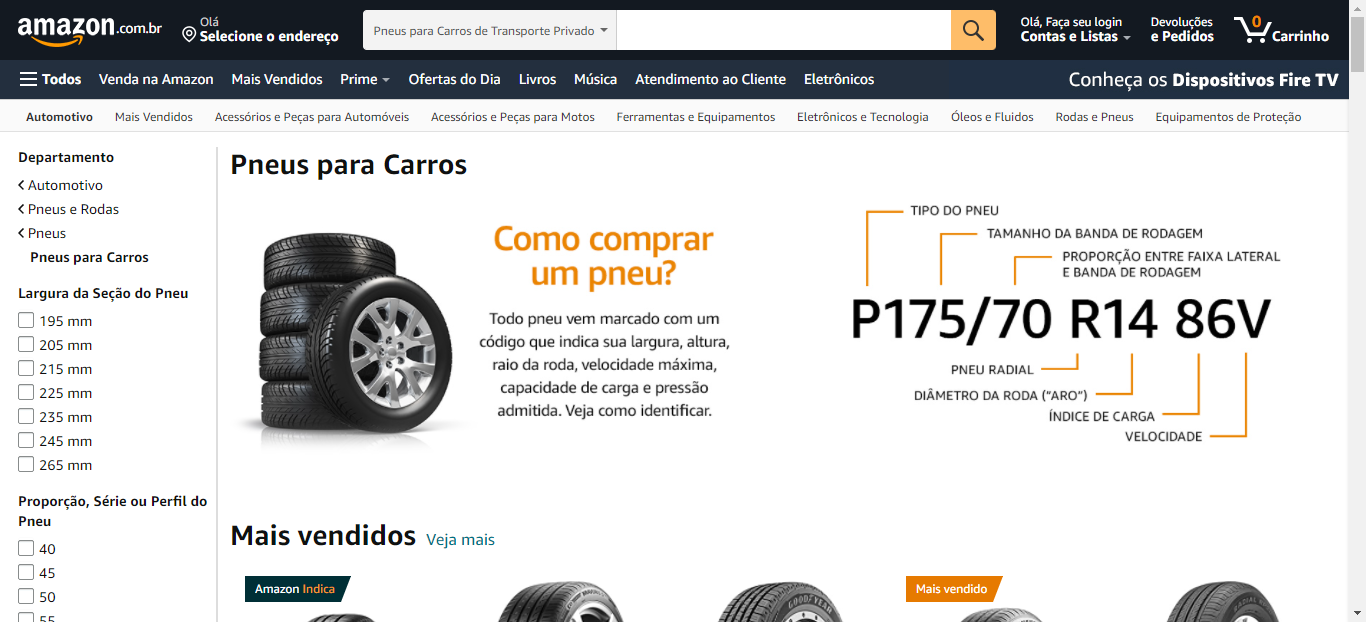 amazon.com.br
Olá
Selecione o endereço
Pneus para Carros de Transporte Privado
Olá, Faça seu login
Contas e Listas
Devoluções
e Pedidos
0
Carrinho
Todos
Venda na Amazon
Mais Vendidos
Prime
Ofertas do Dia
Livros
Música
Atendimento ao Cliente
Eletrônicos
Conheça os Dispositivos Fire TV
Automotivo
Mais Vendidos
Acessórios e Peças para Automóveis
Acessórios e Peças para Motos
Ferramentas e Equipamentos
Eletrônicos e Tecnologia
Óleos e Fluidos
Rodas e Pneus
Equipamentos de Proteção
Departamento
Automotivo
Pneus e Rodas
Pneus
Pneus para Carros
Largura da Seção do Pneu
195 mm
205 mm
215 mm
225 mm
235 mm
245 mm
265 mm
Proporção, Série ou Perfil do
Pneu
40
45
50
55
Pneus para Carros
Como comprar
um pneu?
Todo pneu vem marcado com um
código que indica sua largura, altura,
raio da roda, velocidade máxima,
capacidade de carga e pressão
admitida. Veja como identificar.
TIPO DO PNEU
TAMANHO DA BANDA DE RODAGEM
PROPORÇÃO ENTRE FAIXA LATERAL
E BANDA DE RODAGEM
P175/70 R14 86V
PNEU RADIAL
DIÂMETRO DA RODA (“ARO”)
ÍNDICE DE CARGA
VELOCIDADE
Mais vendidos
Veja mais
Amazon Indica
GOODYEAR
Mais vendido